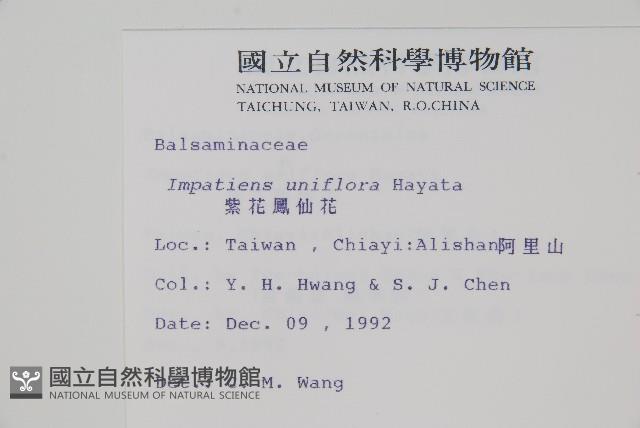 國立自然科學博物館
NATIONAL MUSEUM OF NATURAL SCIENCE
TAICHUNG, TAIWAN, R.O.CHINA
Balsaminaceae
Impatiens uniflora Hayata
紫花鳳仙花
Loc.: Taiwan , Chiayi:Alishan阿里山
Col.: Y. H. Hwang & S. J. Chen
Date: Dec. 09 , 1992
M. Wang
國立自然科學博物館
NATIONAL MUSEUM OF NATURAL SCIENCE